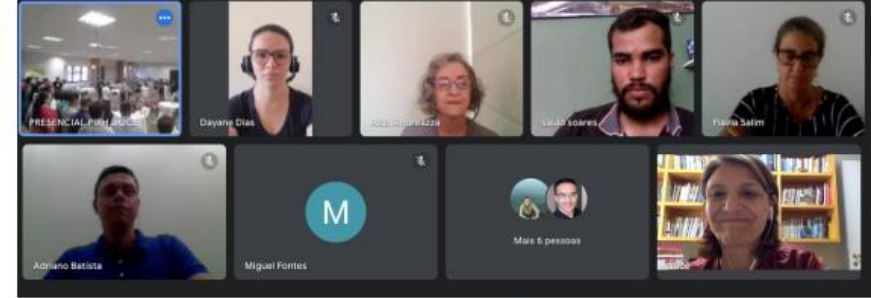 PRESENCIAL
Dayane Dias
saulo soares
Flavia Salim
Adriano Batista
M
Miguel Fontes
Mais 6 pessoas